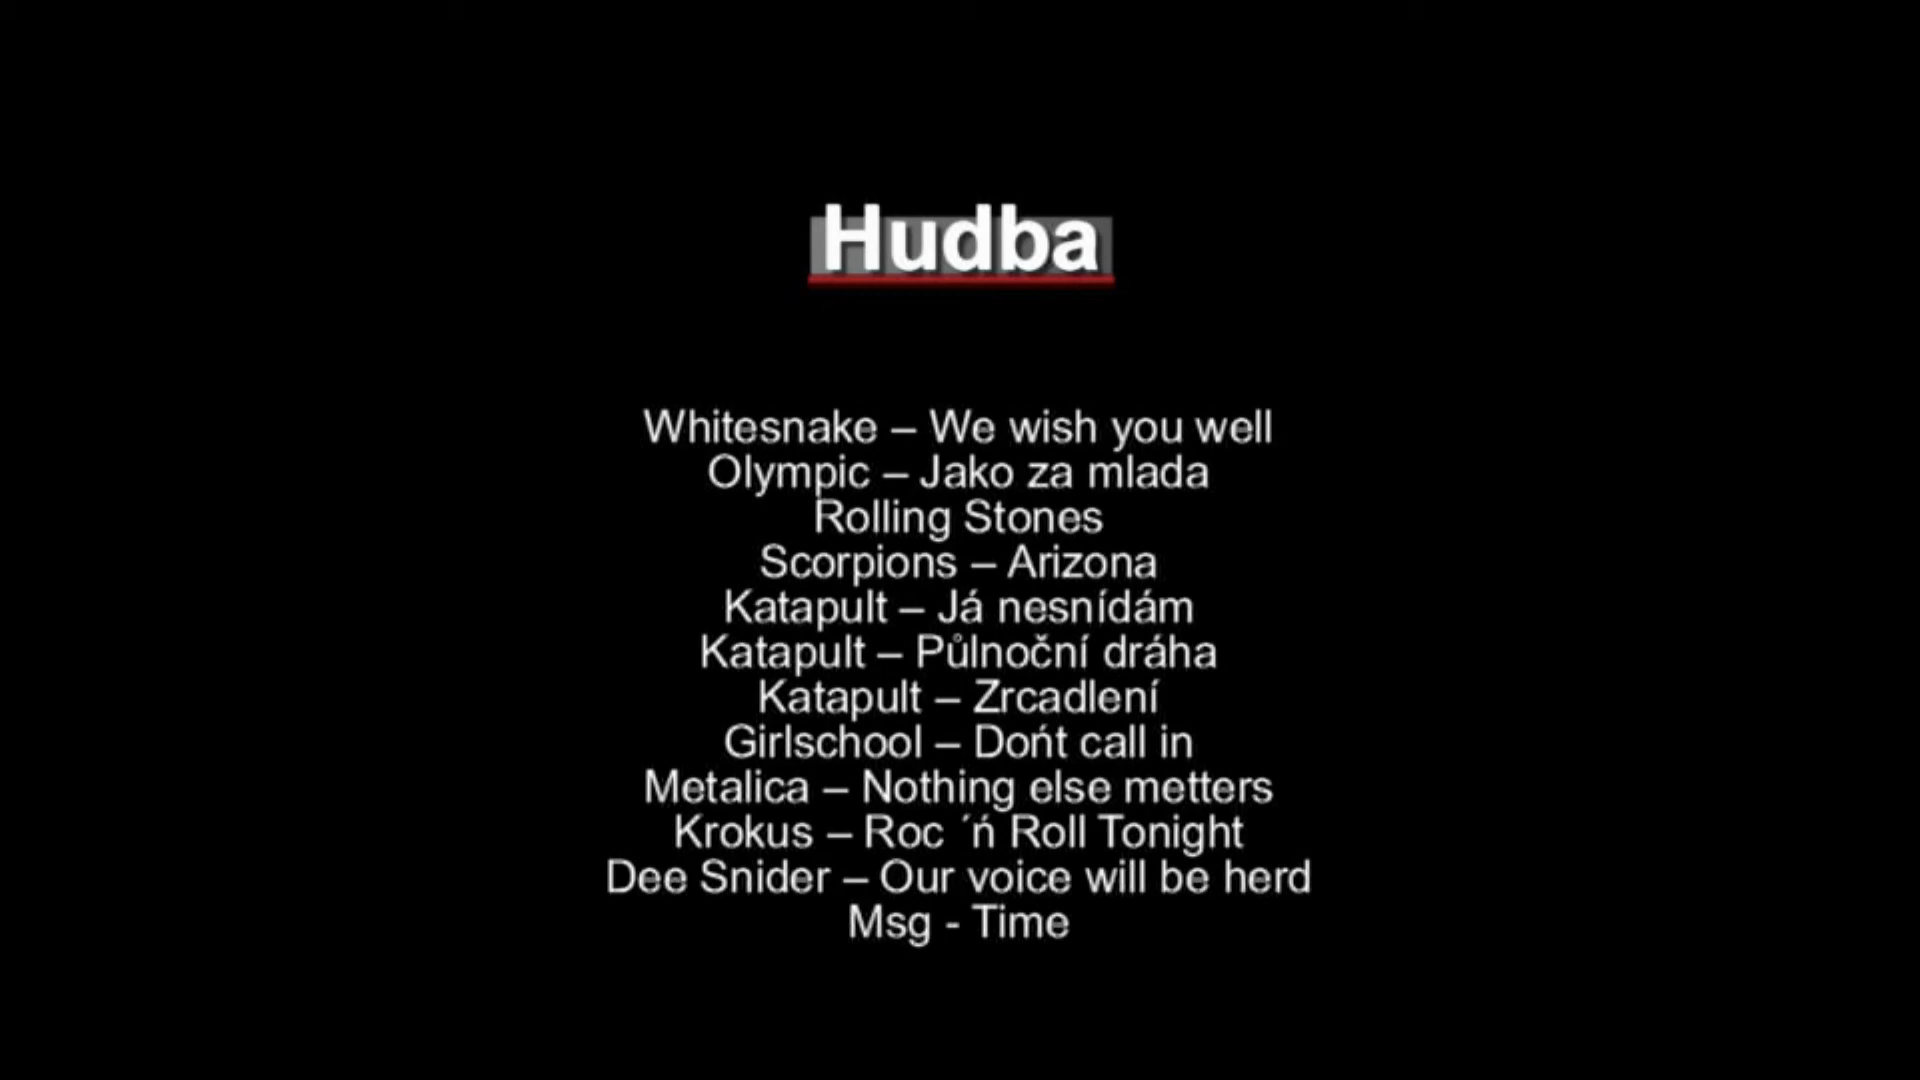 Hudba
Whitesnake – We wish you well
Olympic – Jako za mlada
Rolling Stones
Scorpions – Arizona
Katapult – Já nesnídám
Katapult – Půlnoční dráha
Katapult – Zrcadlení
Girlschool – Dońt call in
Metalica – Nothing else metters
Krokus – Roc ´ń Roll Tonight
Dee Snider – Our voice will be herd
Msg - Time